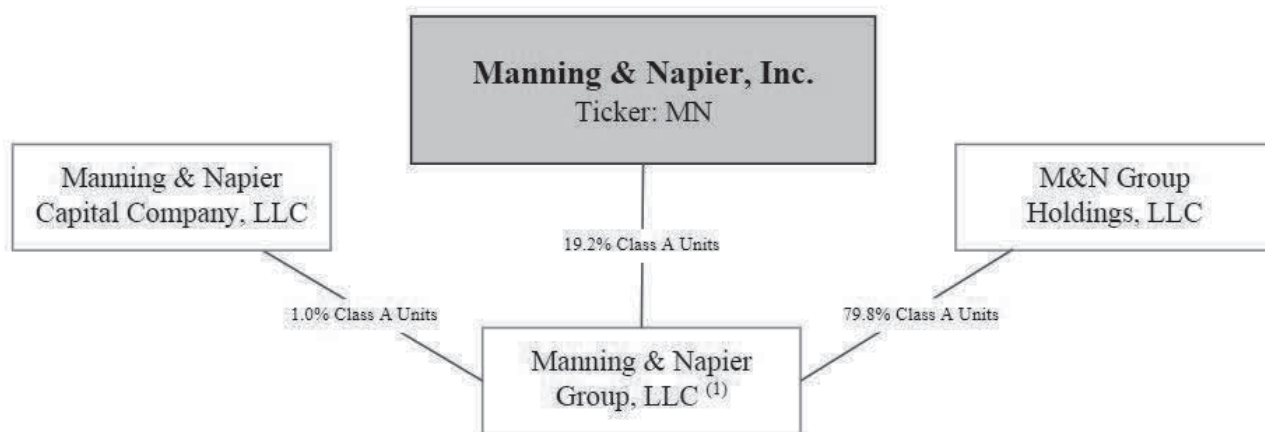 Manning & Napier, Inc.
Ticker: MN
Manning & Napier
Capital Company, LLC
M&N Group
Holdings, LLC
19.2% Class A Units
1.0% Class A Units
79.8% Class A Units
Manning & Napier
Group, LLC (1)